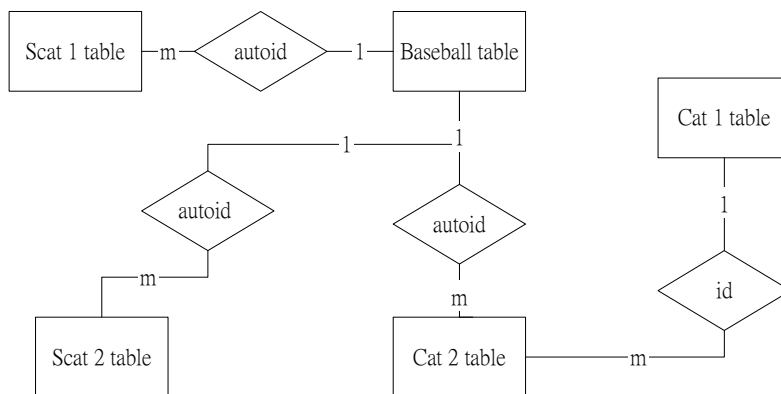 Scat 1 table
m
autoid
1
Baseball table
1
1
Cat 1 table
autoid
autoid
1
m
m
id
Scat 2 table
Cat 2 table
m